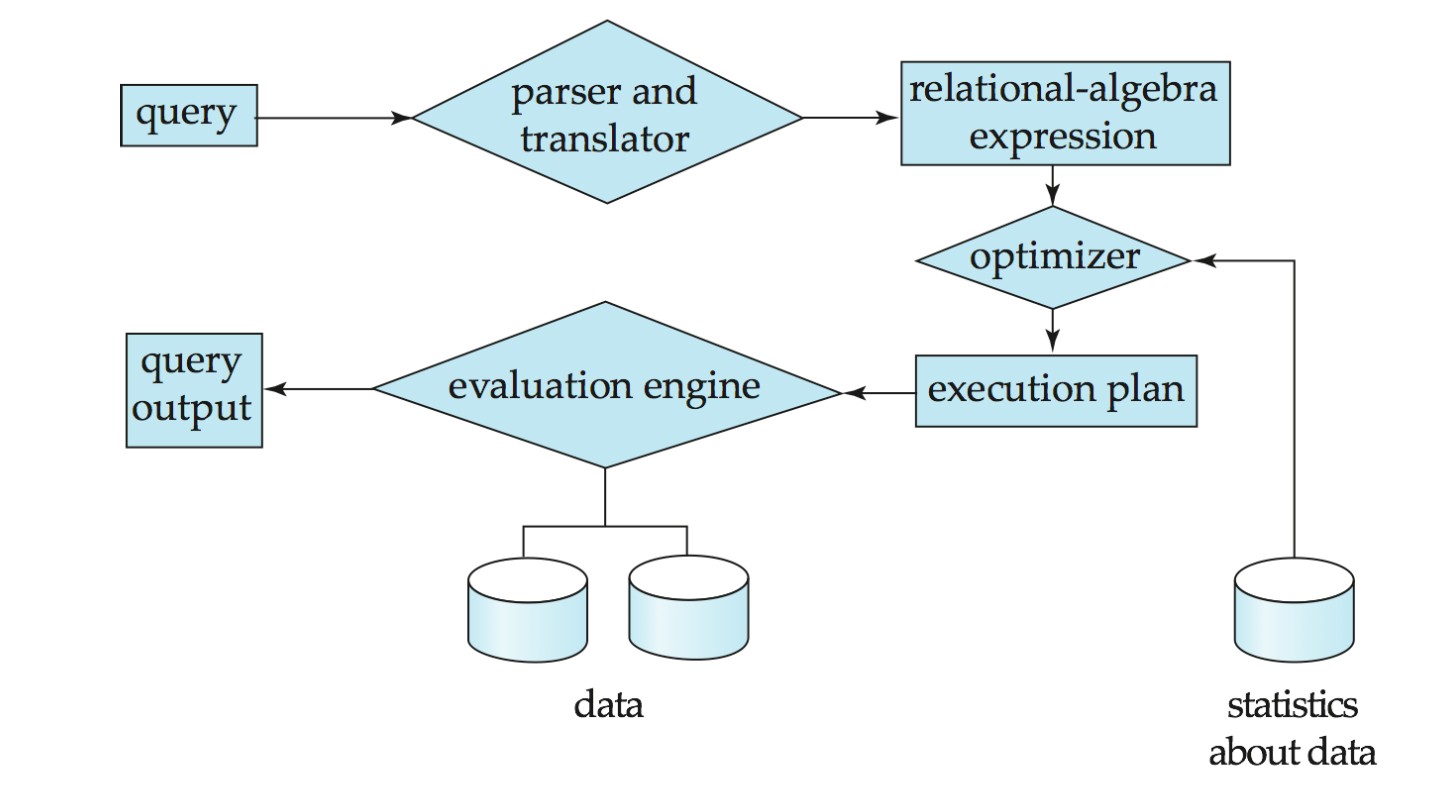 query
parser and
translator
relational-algebra
expression
optimizer
query
output
evaluation engine
execution plan
data
statistics
about data